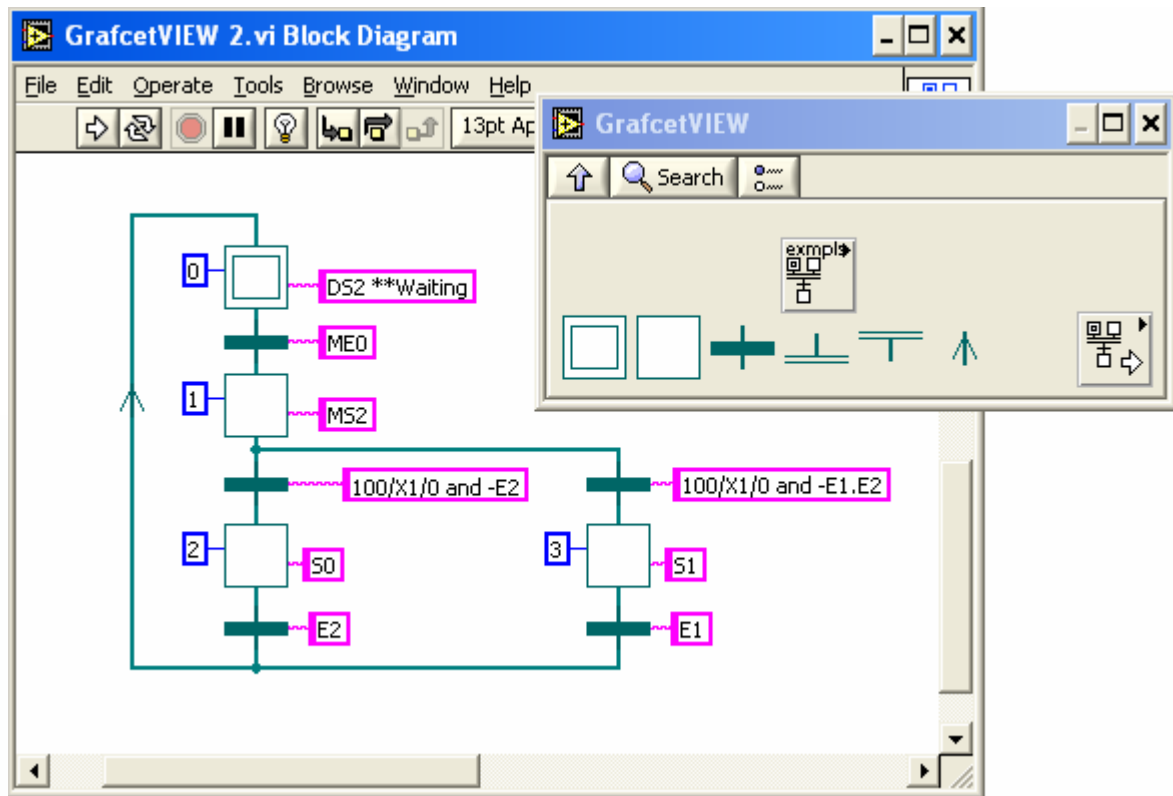 GrafcetVIEW 2.vi Block Diagram
File Edit Operate Tools Browse Window Help
13pt Ap
GrafcetVIEW
Search
exmpls
0
DS2 **Waiting
ME0
1
MS2
100/X1/0 and -E2
100/X1/0 and -E1.E2
2
S0
3
S1
E2
E1